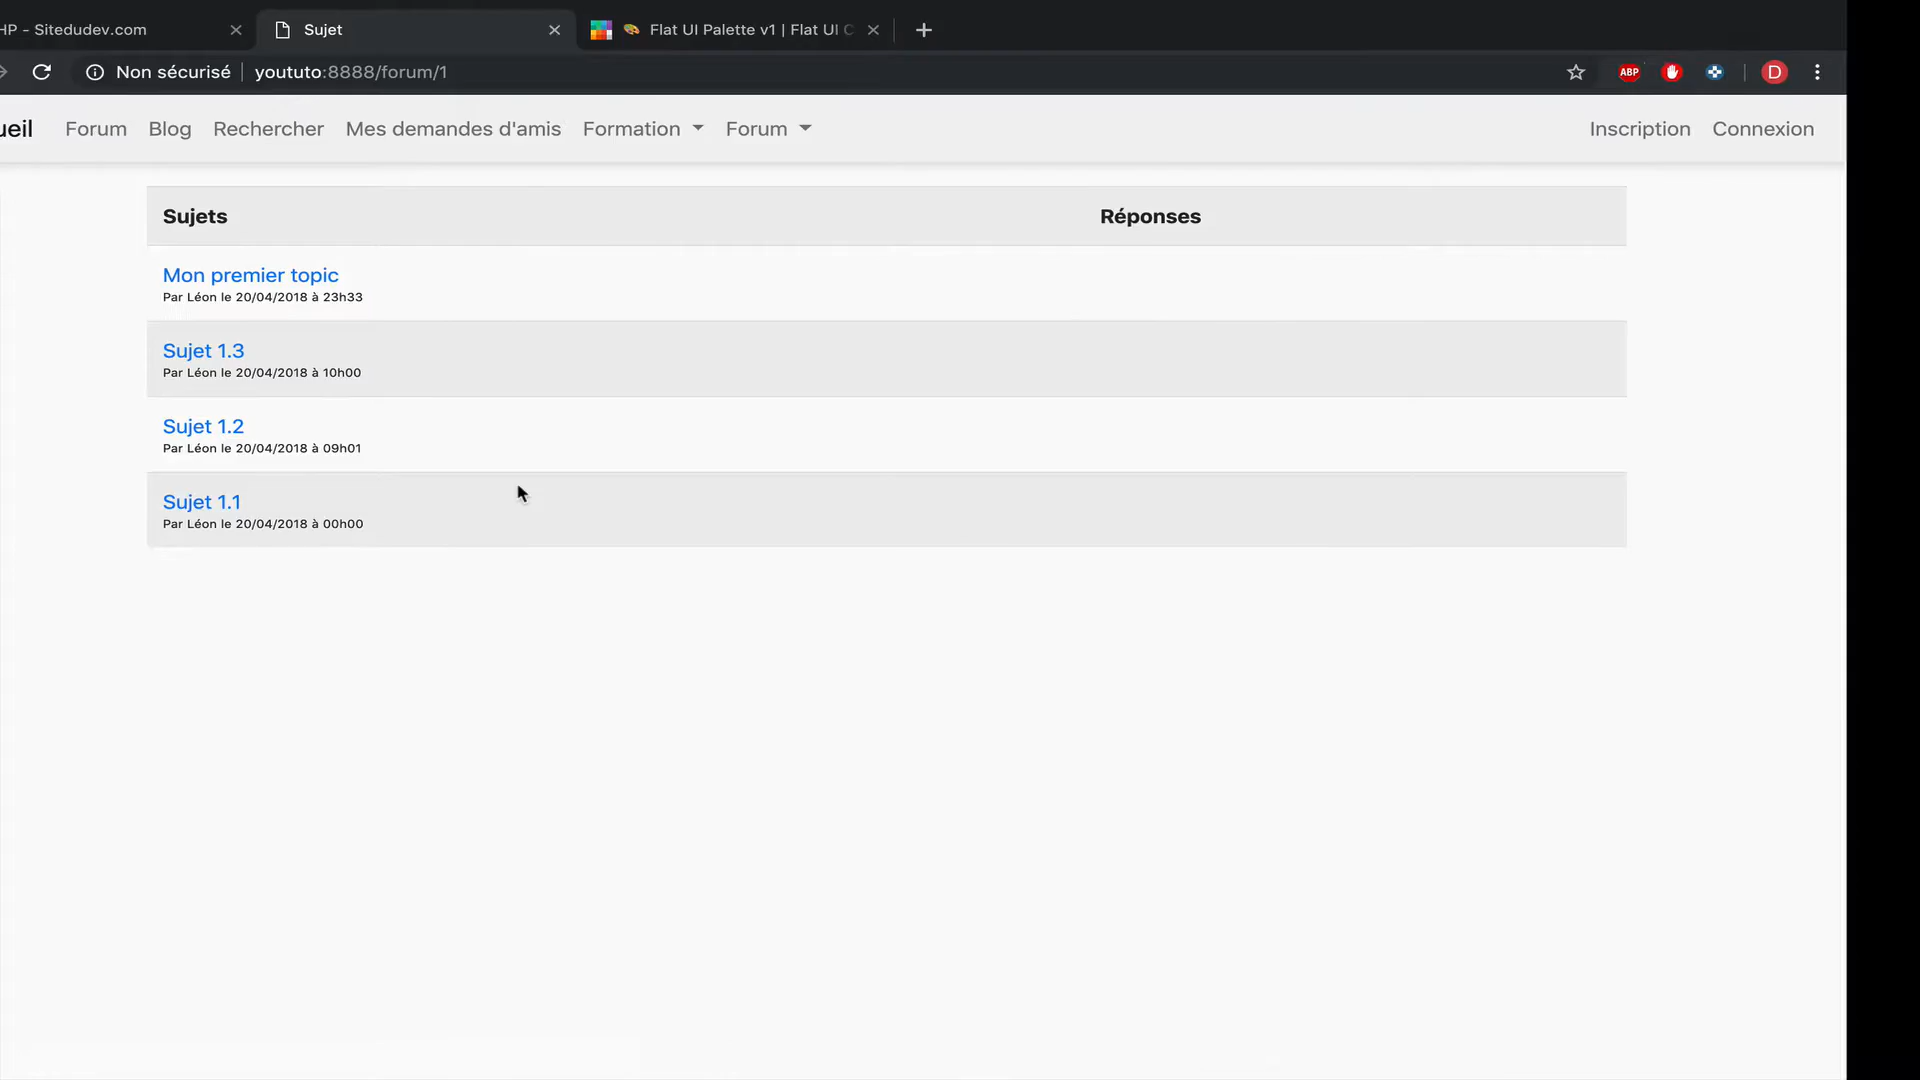 HP - Sitedudev.com
Sujet
Flat UI Palette v1 | Flat UI C
Non sécurisé
yoututo:8888/forum/1
ABP
D
ueil
Forum
Blog
Rechercher
Mes demandes d'amis
Formation
Forum
Inscription
Connexion
Sujets
Réponses
Mon premier topic
Par Léon le 20/04/2018 à 23h33
Sujet 1.3
Par Léon le 20/04/2018 à 10h00
Sujet 1.2
Par Léon le 20/04/2018 à 09h01
Sujet 1.1
Par Léon le 20/04/2018 à 00h00